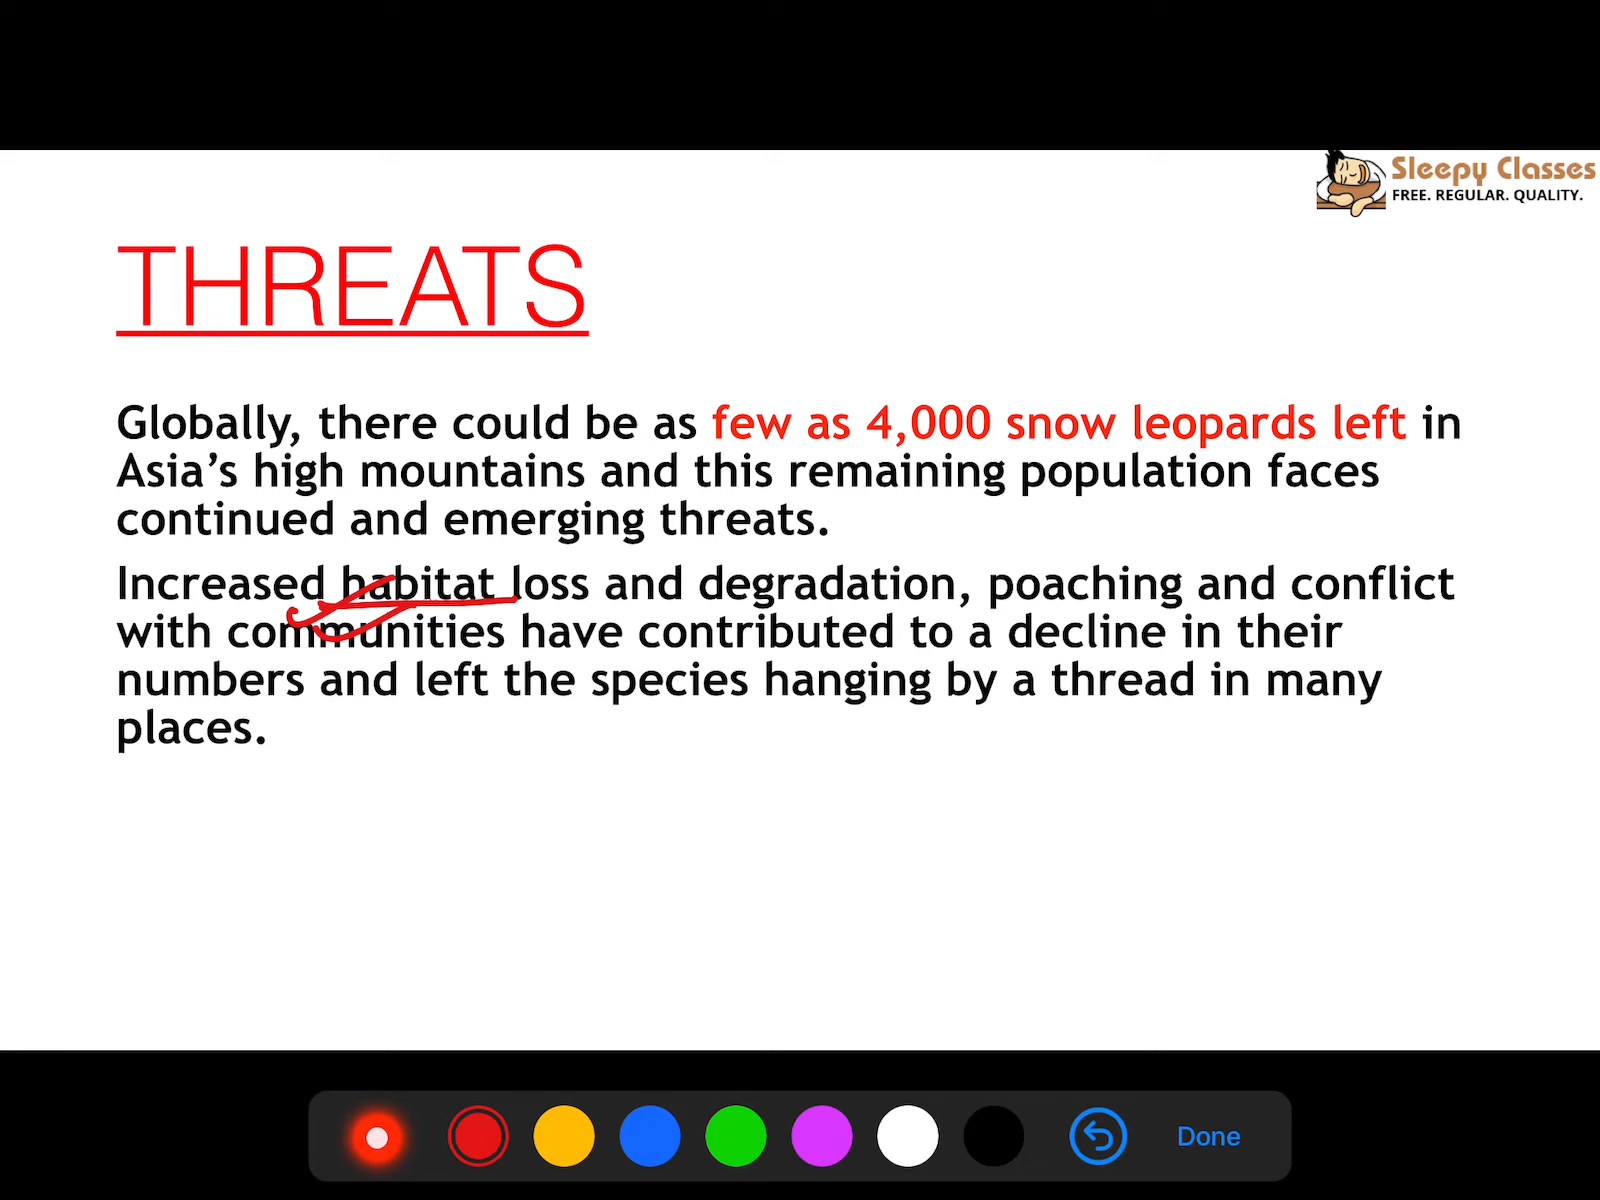 Sleepy Classes
FREE. REGULAR. QUALITY.
THREATS
Globally, there could be as few as 4,000 snow leopards left in
Asia’s high mountains and this remaining population faces
continued and emerging threats.
Increased habitat loss and degradation, poaching and conflict
with communities have contributed to a decline in their
numbers and left the species hanging by a thread in many
places.
Done